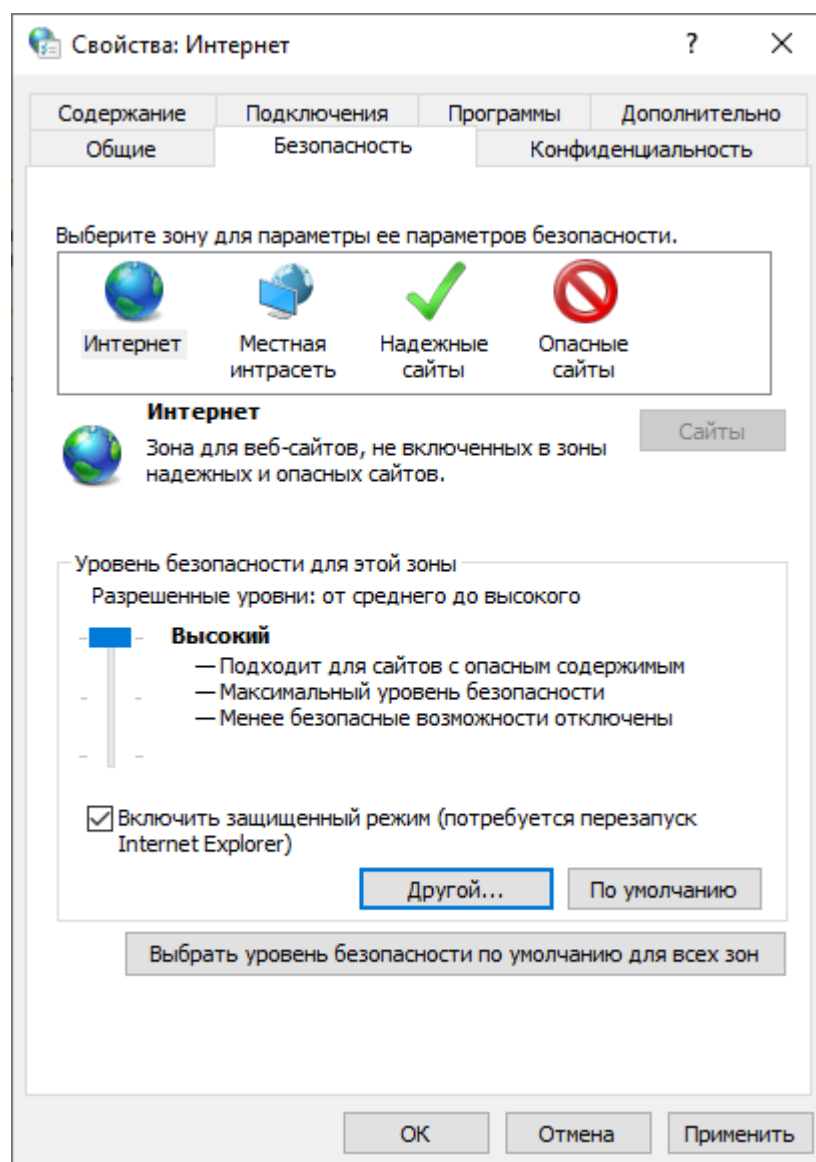 Свойства: Интернет
?
Содержание Подключения Программы Дополнительно
Общие Безопасность Конфиденциальность
Выберите зону для параметры ее параметров безопасности.
Интернет Местная интрасеть Надежные сайты Опасные сайты
Интернет
Сайты
Зона для веб-сайтов, не включенных в зоны
надежных и опасных сайтов.
Уровень безопасности для этой зоны
Разрешенные уровни: от среднего до высокого
Высокий
— Подходит для сайтов с опасным содержимым
— Максимальный уровень безопасности
— Менее безопасные возможности отключены
Включить защищенный режим (потребуется перезапуск
Internet Explorer)
Другой... По умолчанию
Выбрать уровень безопасности по умолчанию для всех зон
ОК Отмена Применить